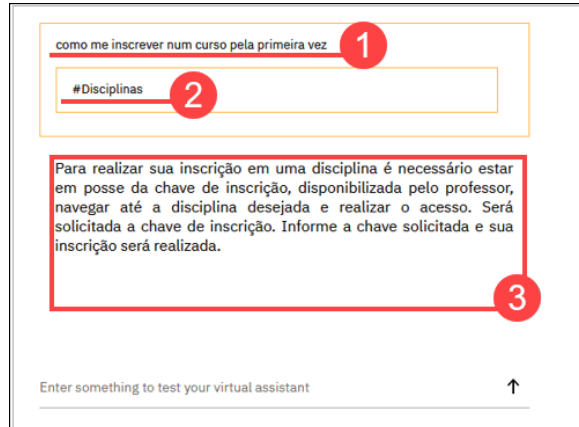 como me inscrever num curso pela primeira vez
1
#Disciplinas
2
Para realizar sua inscrição em uma disciplina é necessário estar
em posse da chave de inscrição, disponibilizada pelo professor,
navegar até a disciplina desejada e realizar o acesso. Será
solicitada a chave de inscrição. Informe a chave solicitada e sua
inscrição será realizada.
3
Enter something to test your virtual assistant